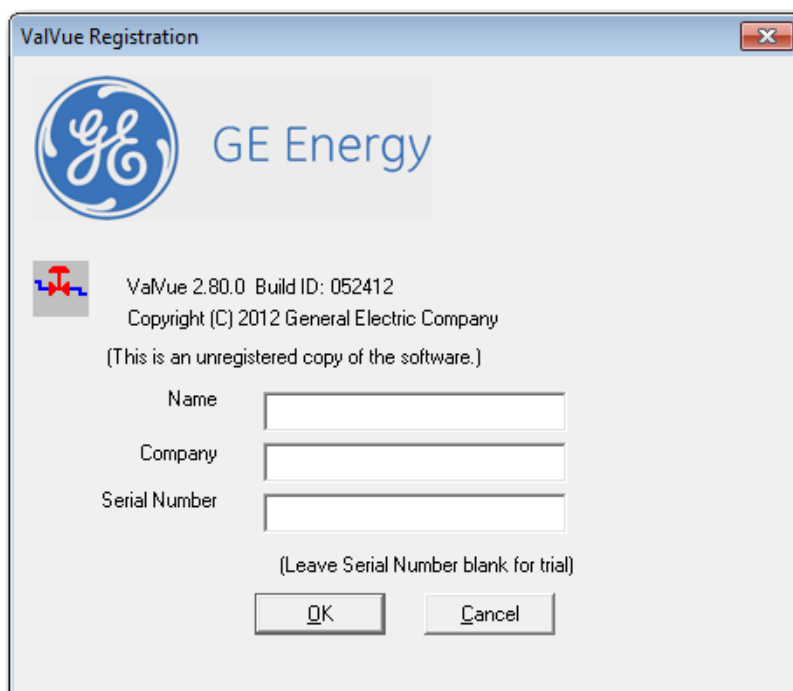 ValVue Registration
GE
GE Energy
ValVue 2.80.0 Build ID: 052412
Copyright (C) 2012 General Electric Company
(This is an unregistered copy of the software.)
Name
Company
Serial Number
(Leave Serial Number blank for trial)
OK
Cancel